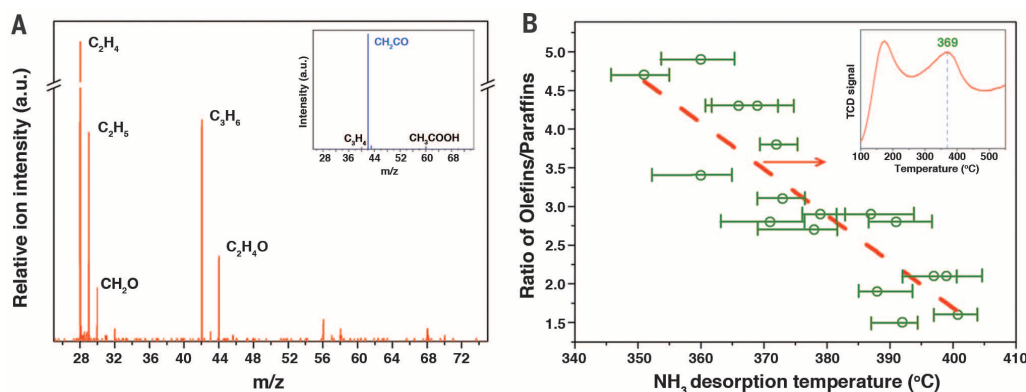 A
Relative ion intensity (a.u.)
C₂H₄
C₂H₅
CH₂O
C₃H₆
C₂H₄O
28 32 36 40 44 48 52 56 60 64 68 72
m/z
Intensity (a.u.)
CH₂CO
C₃H₄
CH₃COOH
28 36 44 52 60 68
m/z
B
Ratio of Olefins/Paraffins
5.0
4.5
4.0
3.5
3.0
2.5
2.0
1.5
340 350 360 370 380 390 400 410
NH₃ desorption temperature (°C)
369
TCD signal
100 200 300 400 500
Temperature (°C)